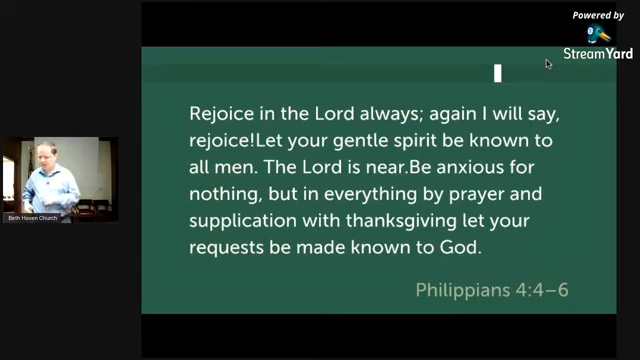 Powered by
StreamYard
Rejoice in the Lord always; again I will say,
rejoice!Let your gentle spirit be known to
all men. The Lord is near.Be anxious for
nothing, but in everything by prayer and
supplication with thanksgiving let your
requests be made known to God.
Philippians 4:4–6
Beth Haven Church